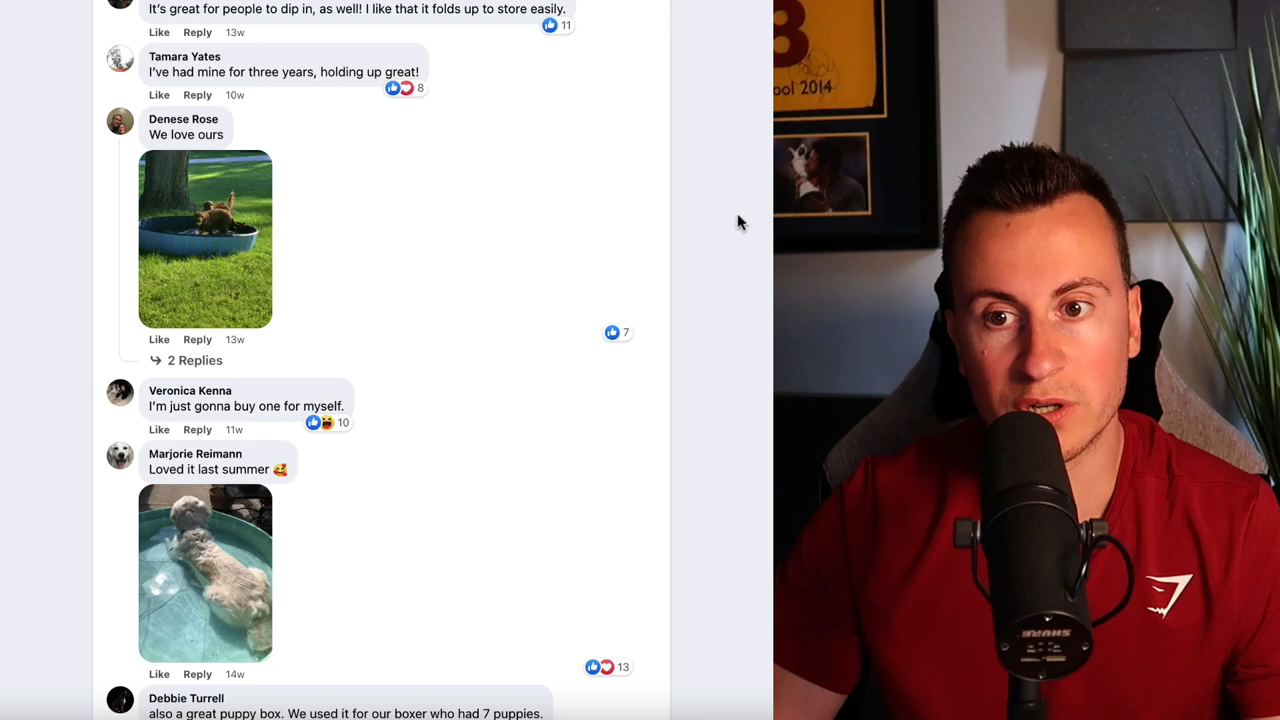 It's great for people to dip in, as well! I like that it folds up to store easily.
11
Like Reply 13w
Tamara Yates
I've had mine for three years, holding up great!
8
Like Reply 10w
Denese Rose
We love ours
7
Like Reply 13w
2 Replies
Veronica Kenna
I'm just gonna buy one for myself.
10
Like Reply 11w
Marjorie Reimann
Loved it last summer 🥰
13
Like Reply 14w
Debbie Turrell
also a great puppy box. We used it for our boxer who had 7 puppies.
8
ool 2014
SHURE